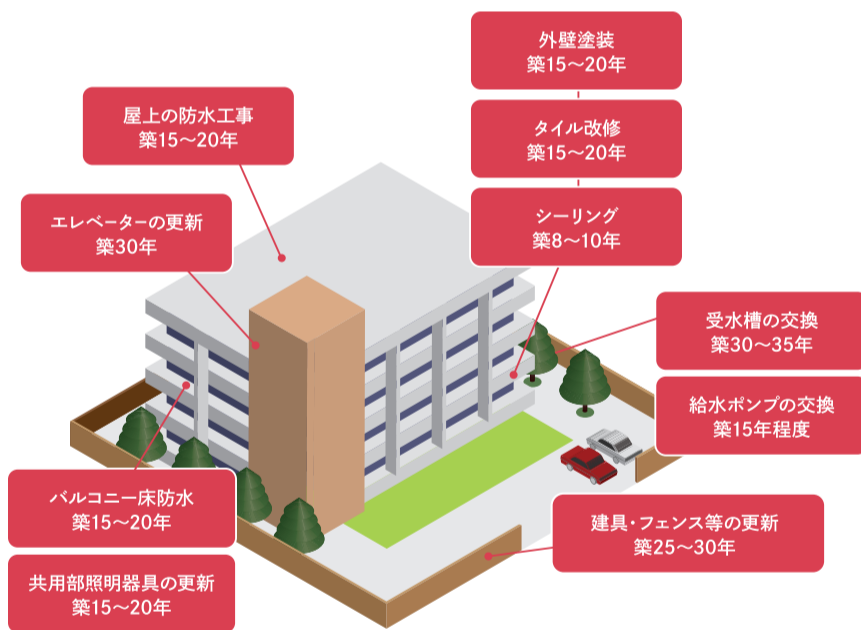 外壁塗装
築15～20年
屋上の防水工事
築15～20年
タイル改修
築15～20年
エレベーターの更新
築30年
シーリング
築8～10年
受水槽の交換
築30～35年
給水ポンプの交換
築15年程度
バルコニー床防水
築15～20年
建具・フェンス等の更新
築25～30年
共用部照明器具の更新
築15～20年